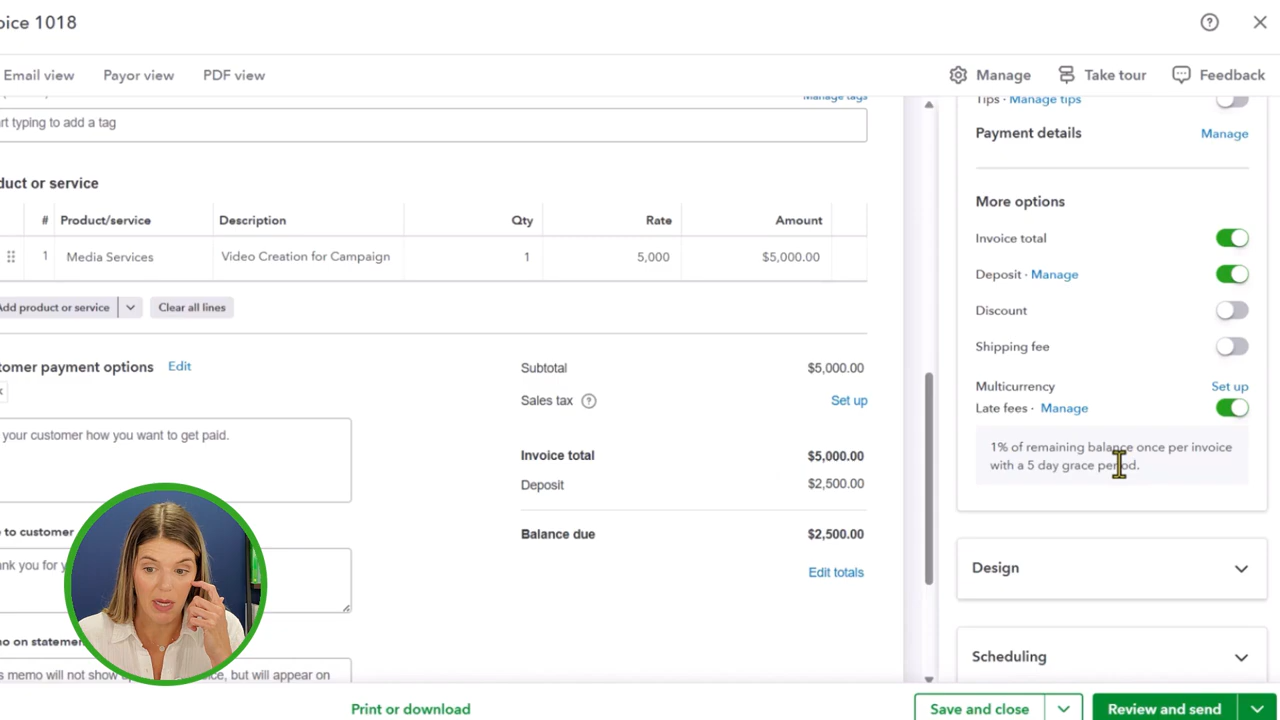 oice 1018
Email view Payor view PDF view
Manage Take tour Feedback
Manage tags
rt typing to add a tag
duct or service
# Product/service Description Qty Rate Amount
1 Media Services Video Creation for Campaign 1 5,000 $5,000.00
Add product or service Clear all lines
tomer payment options Edit
your customer how you want to get paid.
e to customer
ank you for y
o on statemen
s memo will not show
ce, but will appear on
Subtotal $5,000.00
Sales tax ? Set up
Invoice total $5,000.00
Deposit $2,500.00
Balance due $2,500.00
Edit totals
Tips · Manage tips
Payment details Manage
More options
Invoice total
Deposit · Manage
Discount
Shipping fee
Multicurrency Set up
Late fees · Manage
1% of remaining balance once per invoice
with a 5 day grace period.
Design
Scheduling
Print or download
Save and close Review and send